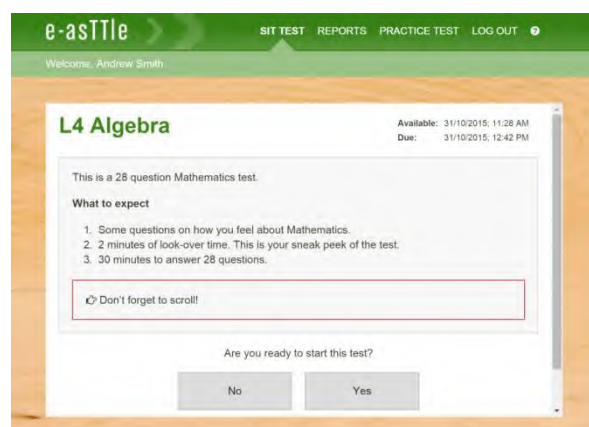 e-asTTle
SIT TEST REPORTS PRACTICE TEST LOG OUT ?
Welcome, Andrew Smith
L4 Algebra
Available: 31/10/2015; 11:28 AM
Due: 31/10/2015; 12:42 PM
This is a 28 question Mathematics test.
What to expect
1. Some questions on how you feel about Mathematics.
2. 2 minutes of look-over time. This is your sneak peek of the test.
3. 30 minutes to answer 28 questions.
Don't forget to scroll!
Are you ready to start this test?
No Yes